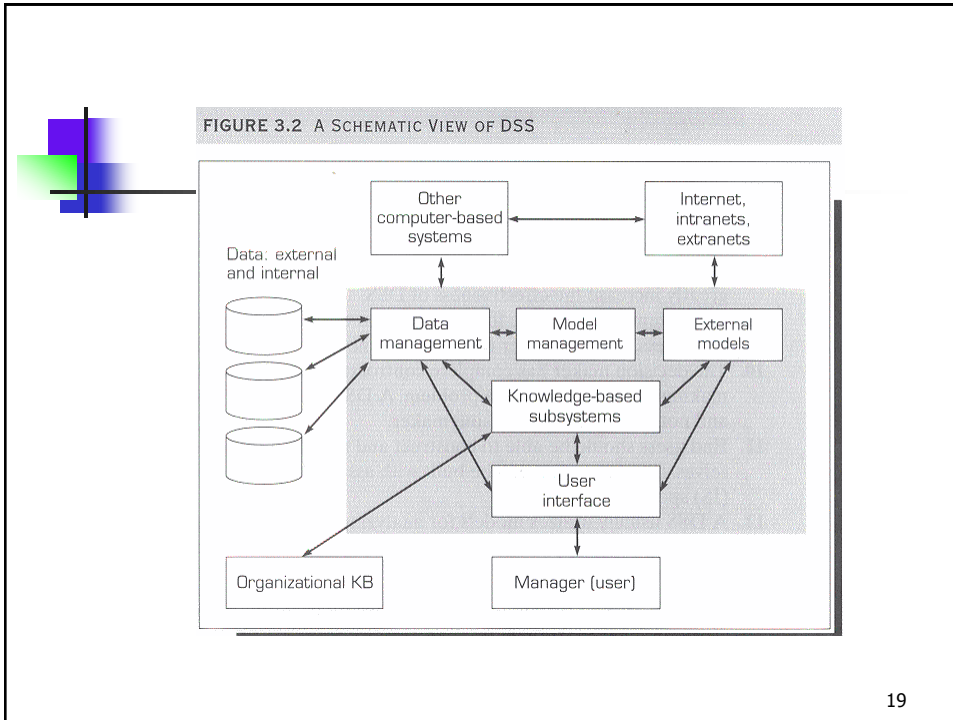 FIGURE 3.2 A SCHEMATIC VIEW OF DSS
Other
computer-based
systems
Internet,
intranets,
extranets
Data: external
and internal
Data
management
Model
management
External
models
Knowledge-based
subsystems
User
interface
Organizational KB
Manager (user)
19